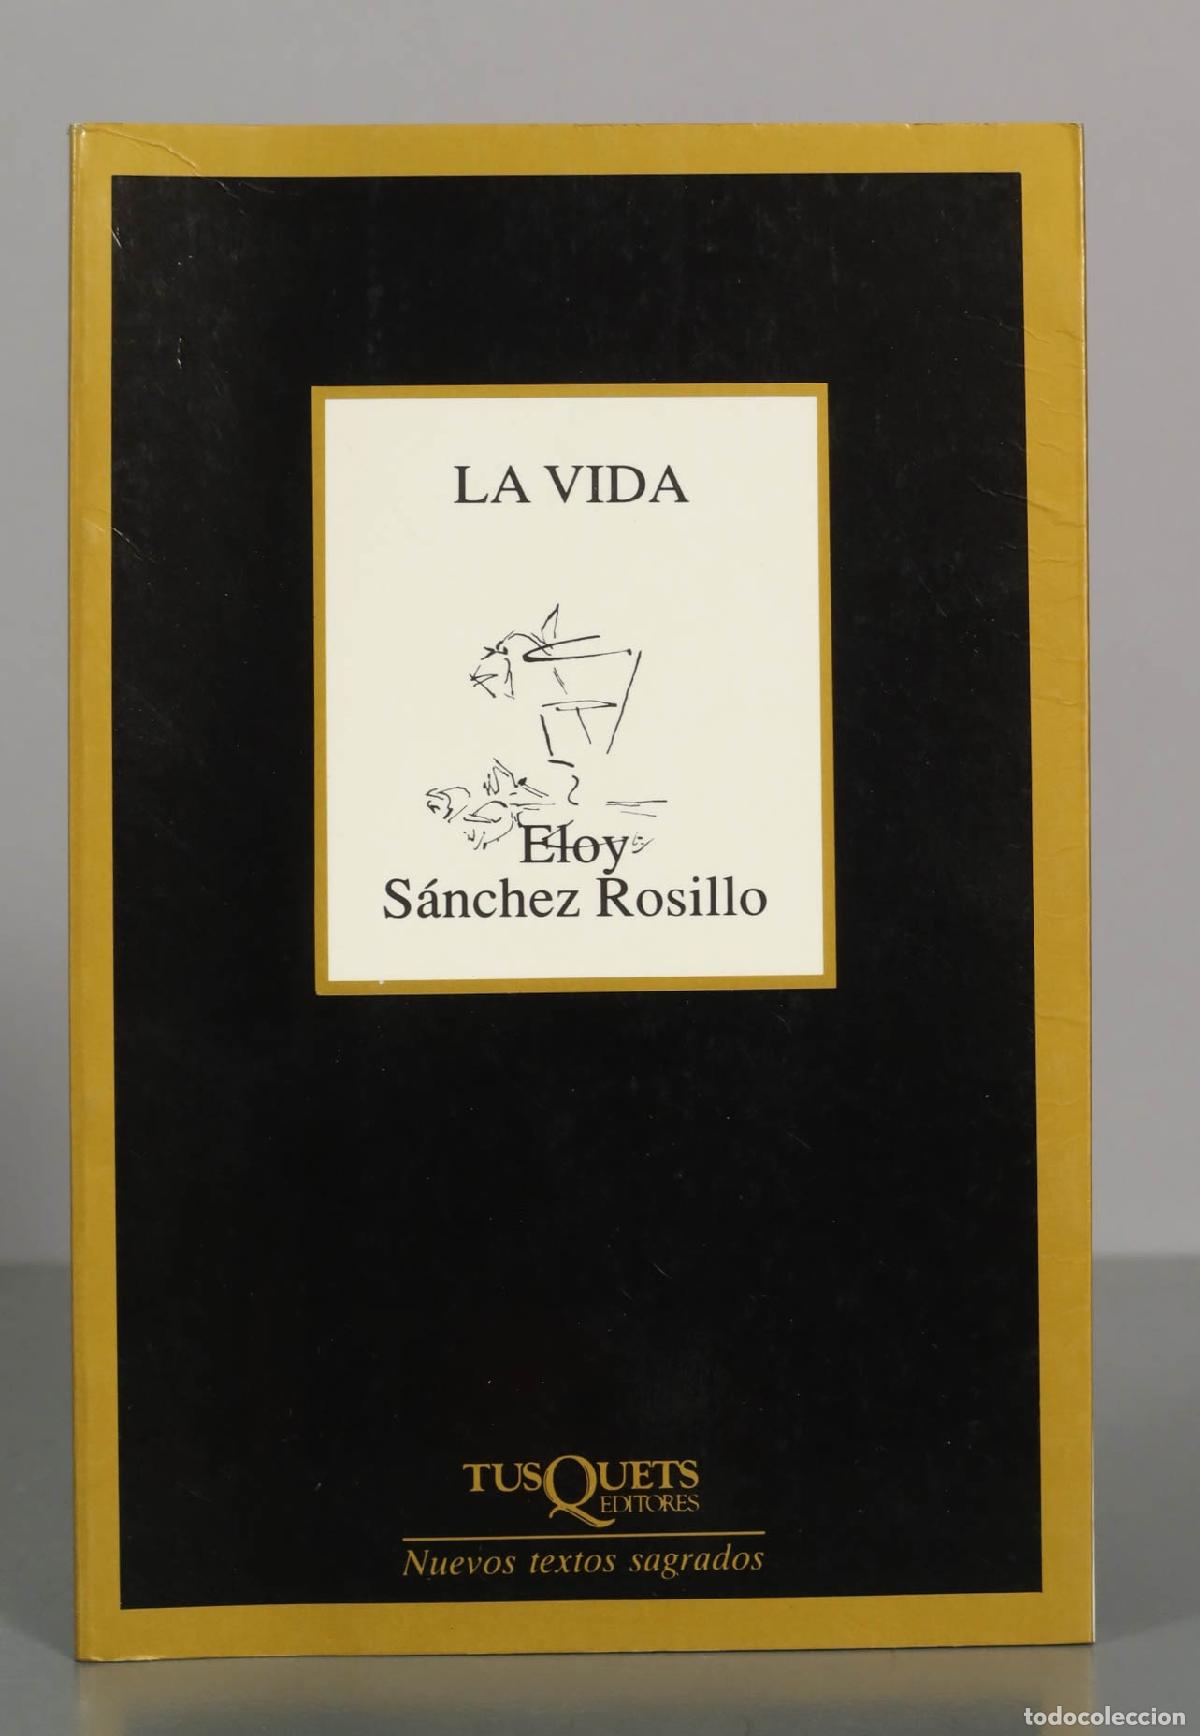 LA VIDA
Eloy
Sánchez Rosillo
TUSQUETS
EDITORES
Nuevos textos sagrados
todocoleccion